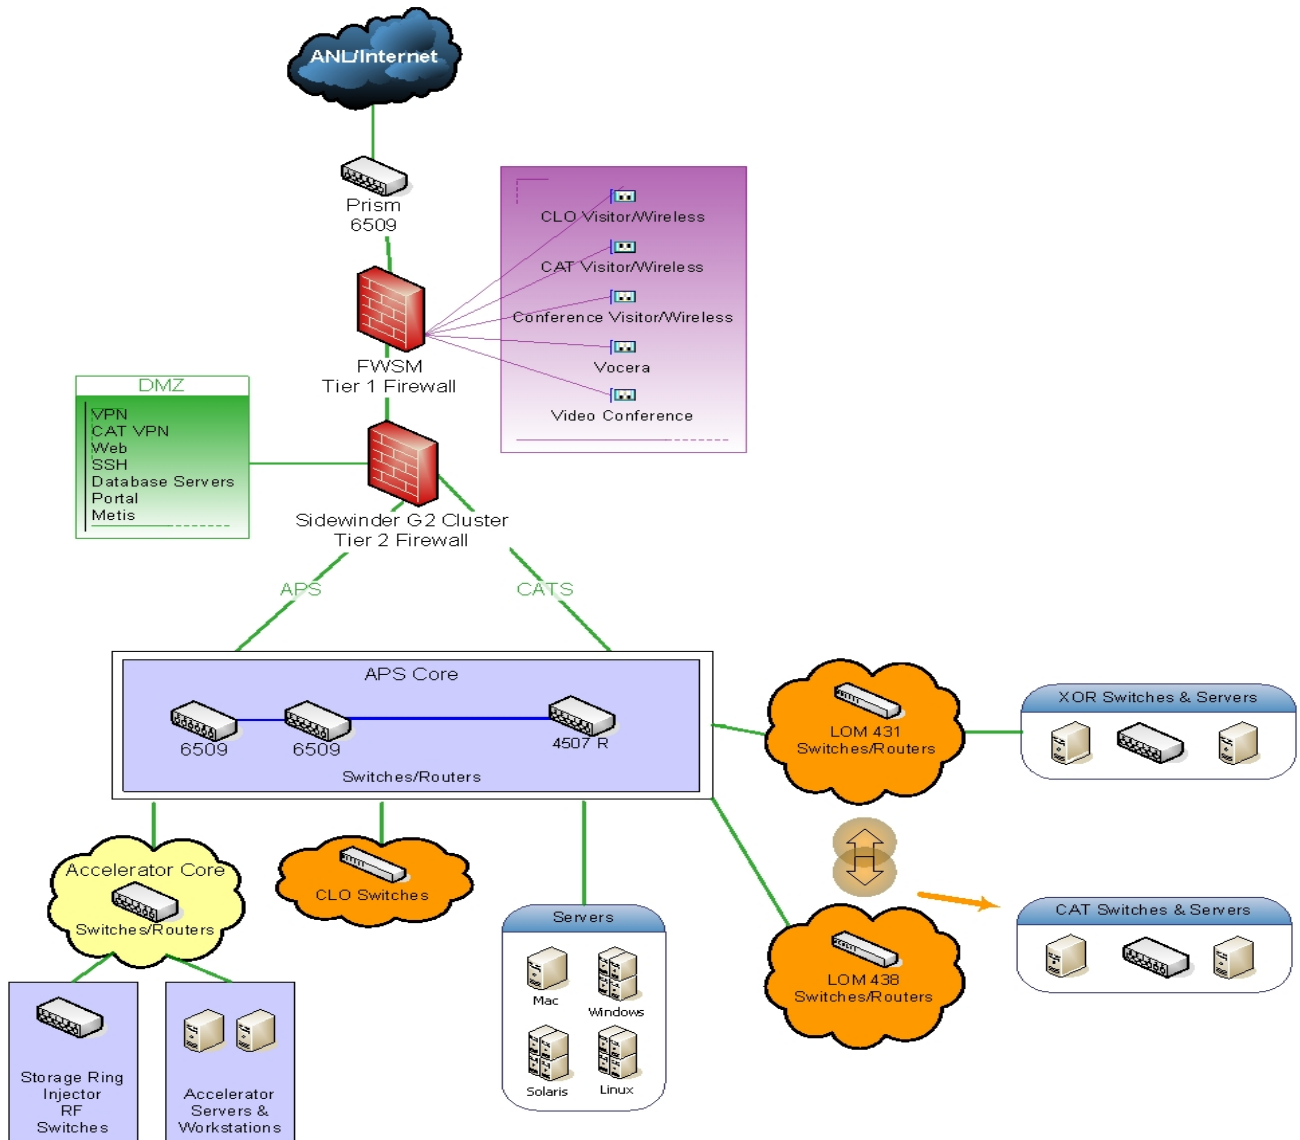 ANL/Internet
Prism
6509
CLO Visitor/Wireless
CAT Visitor/Wireless
Conference Visitor/Wireless
Vocera
Video Conference
FWSM
Tier 1 Firewall
DMZ
VPN
CAT VPN
Web
SSH
Database Servers
Portal
Metis
Sidewinder G2 Cluster
Tier 2 Firewall
APS
CATS
APS Core
6509
6509
4507 R
Switches/Routers
LOM 431
Switches/Routers
XOR Switches & Servers
Accelerator Core
Switches/Routers
CLO Switches
Servers
Mac
Windows
Solaris
Linux
LOM 438
Switches/Routers
CAT Switches & Servers
Storage Ring
Injector
RF
Switches
Accelerator
Servers &
Workstations